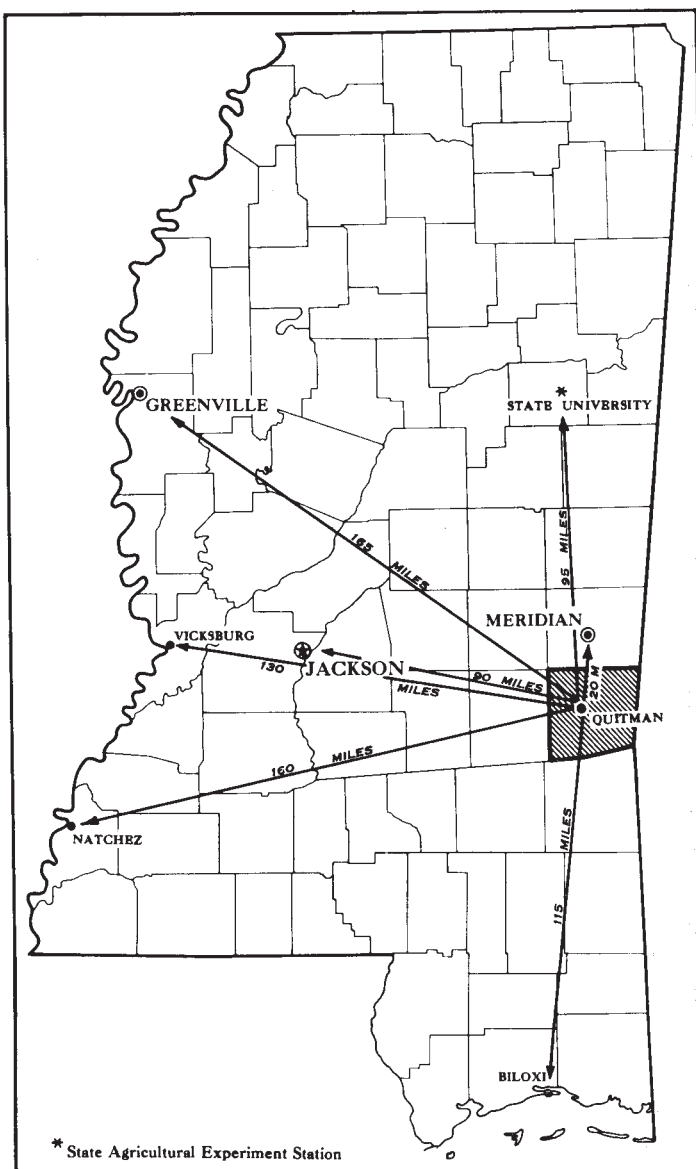 *
GREENVILLE
STATE UNIVERSITY
165 MILES
95 MILES
MERIDIAN
VICKSBURG
JACKSON
130 MILES
90 MILES
20 M
QUITMAN
160 MILES
NATCHEZ
115 MILES
BILOXI
* State Agricultural Experiment Station